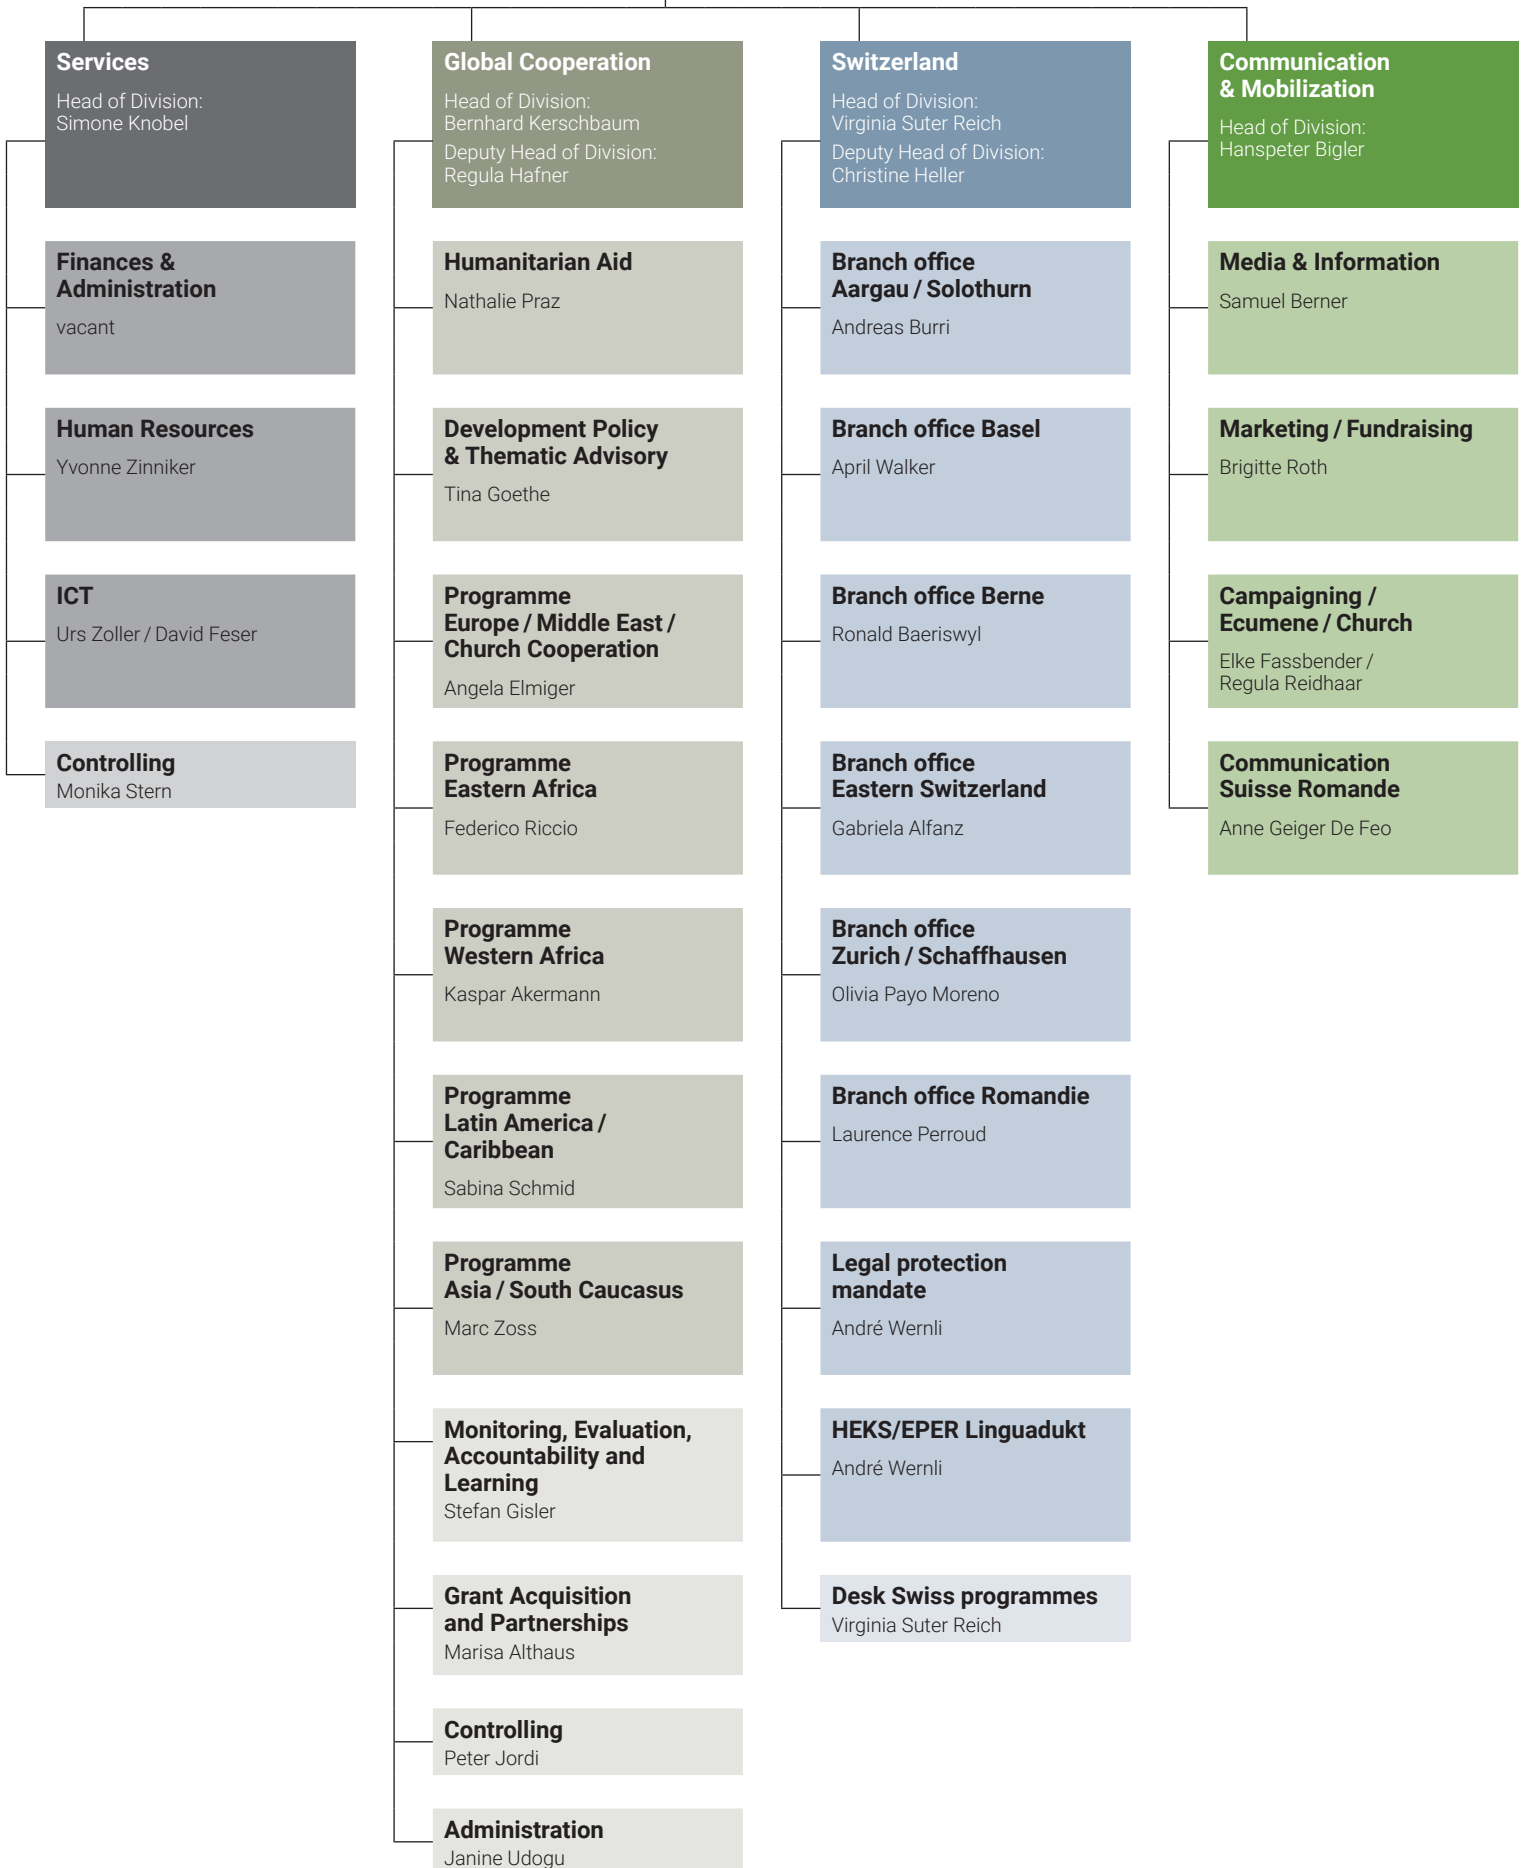 Services
Head of Division:
Simone Knobel
Finances &
Administration
vacant
Human Resources
Yvonne Zinniker
ICT
Urs Zoller / David Feser
Controlling
Monika Stern
Global Cooperation
Head of Division:
Bernhard Kerschbaum
Deputy Head of Division:
Regula Hafner
Humanitarian Aid
Nathalie Praz
Development Policy
& Thematic Advisory
Tina Goethe
Programme
Europe / Middle East /
Church Cooperation
Angela Elmiger
Programme
Eastern Africa
Federico Riccio
Programme
Western Africa
Kaspar Akermann
Programme
Latin America /
Caribbean
Sabina Schmid
Programme
Asia / South Caucasus
Marc Zoss
Monitoring, Evaluation,
Accountability and
Learning
Stefan Gisler
Grant Acquisition
and Partnerships
Marisa Althaus
Controlling
Peter Jordi
Administration
Janine Udogu
Switzerland
Head of Division:
Virginia Suter Reich
Deputy Head of Division:
Christine Heller
Branch office
Aargau / Solothurn
Andreas Burri
Branch office Basel
April Walker
Branch office Berne
Ronald Baeriswyl
Branch office
Eastern Switzerland
Gabriela Alfanz
Branch office
Zurich / Schaffhausen
Olivia Payo Moreno
Branch office Romandie
Laurence Perroud
Legal protection
mandate
André Wernli
HEKS/EPER Linguadukt
André Wernli
Desk Swiss programmes
Virginia Suter Reich
Communication
& Mobilization
Head of Division:
Hanspeter Bigler
Media & Information
Samuel Berner
Marketing / Fundraising
Brigitte Roth
Campaigning /
Ecumene / Church
Elke Fassbender /
Regula Reidhaar
Communication
Suisse Romande
Anne Geiger De Feo